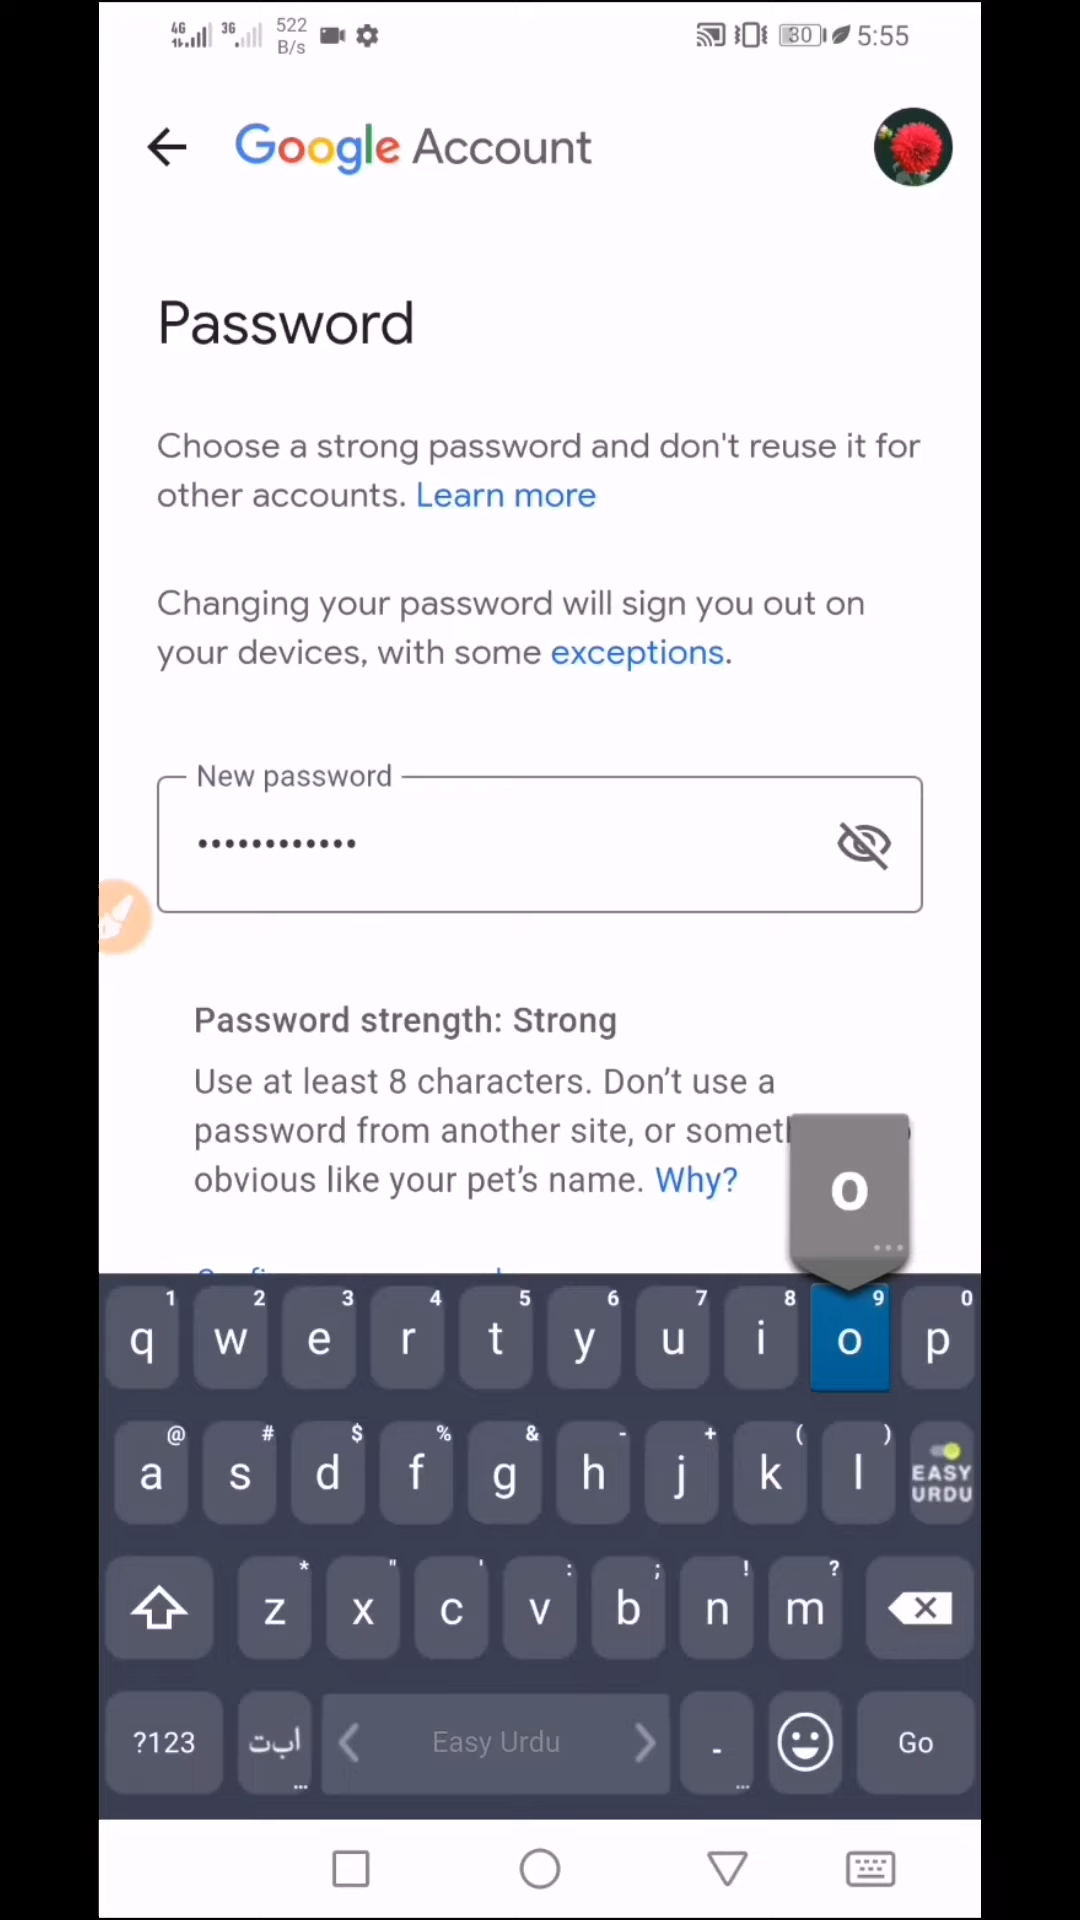 4G 3G 522 B/s 30 5:55
Google Account
Password
Choose a strong password and don't reuse it for
other accounts. Learn more
Changing your password will sign you out on
your devices, with some exceptions.
New password
••••••••••••
Password strength: Strong
Use at least 8 characters. Don’t use a
password from another site, or
obvious like your pet’s name. Why?
o
1 2 3 4 5 6 7 8 9 0
q w e r t y u i o p
@ # $ % & - + ( )
a s d f g h j k l EASY URDU
* " ' : ; ! ?
z x c v b n m
?123 ا ب ت Easy Urdu - Go